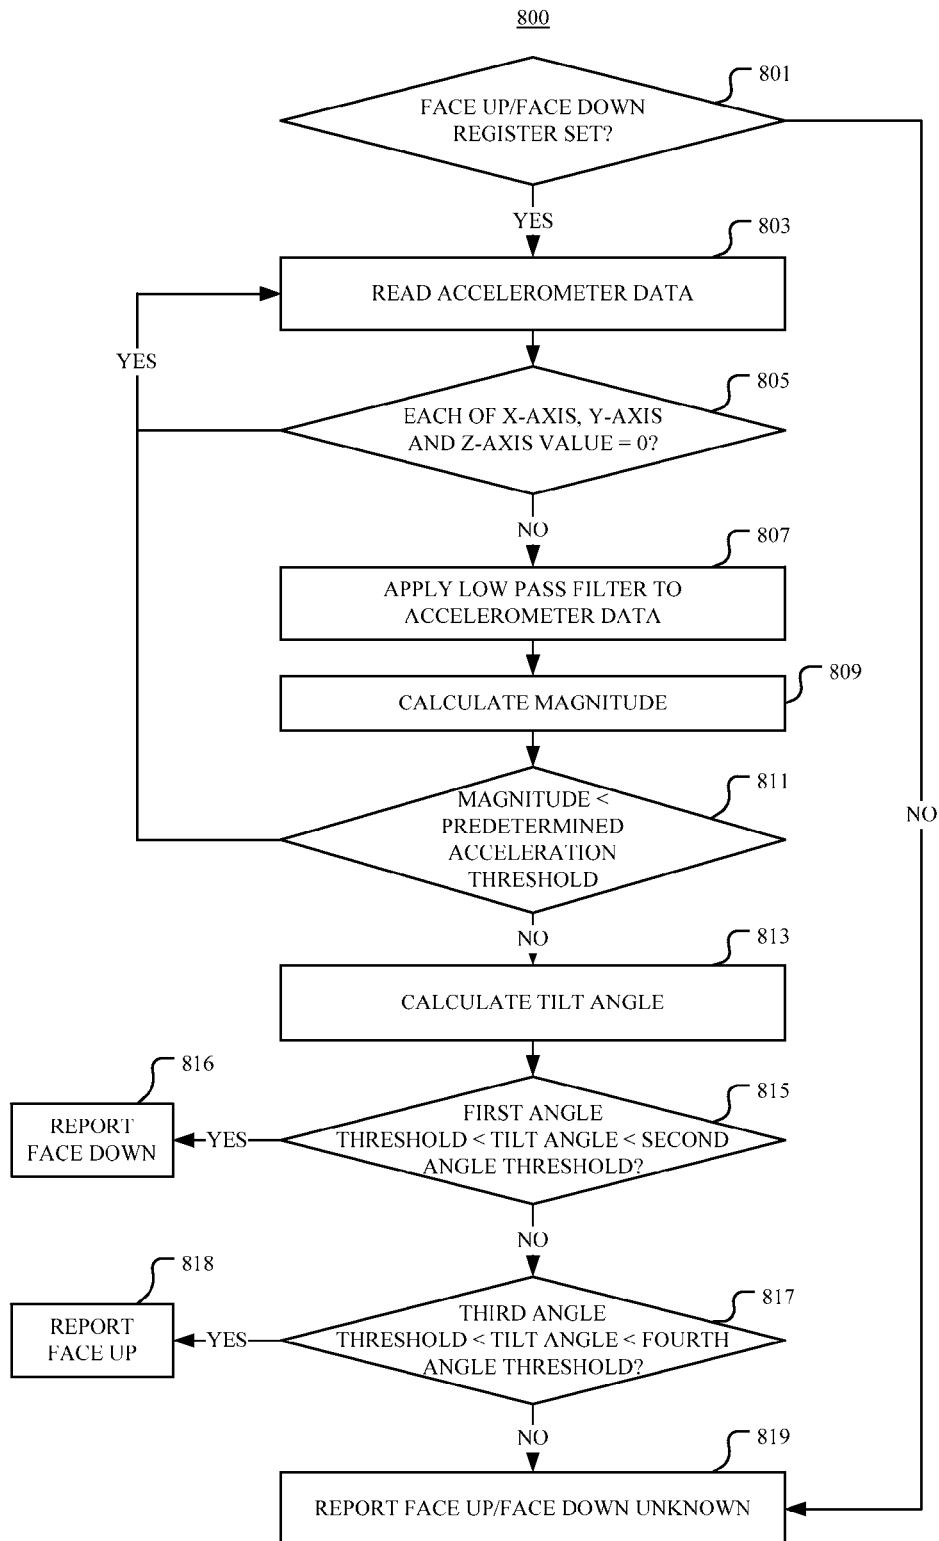 800
801
FACE UP/FACE DOWN
REGISTER SET?
YES
803
READ ACCELEROMETER DATA
YES
805
EACH OF X-AXIS, Y-AXIS
AND Z-AXIS VALUE = 0?
NO
807
APPLY LOW PASS FILTER TO
ACCELEROMETER DATA
809
CALCULATE MAGNITUDE
811
MAGNITUDE <
PREDETERMINED
ACCELERATION
THRESHOLD
NO
NO
813
CALCULATE TILT ANGLE
816
REPORT
FACE DOWN
YES
815
FIRST ANGLE
THRESHOLD < TILT ANGLE < SECOND
ANGLE THRESHOLD?
NO
818
REPORT
FACE UP
YES
817
THIRD ANGLE
THRESHOLD < TILT ANGLE < FOURTH
ANGLE THRESHOLD?
NO
819
REPORT FACE UP/FACE DOWN UNKNOWN